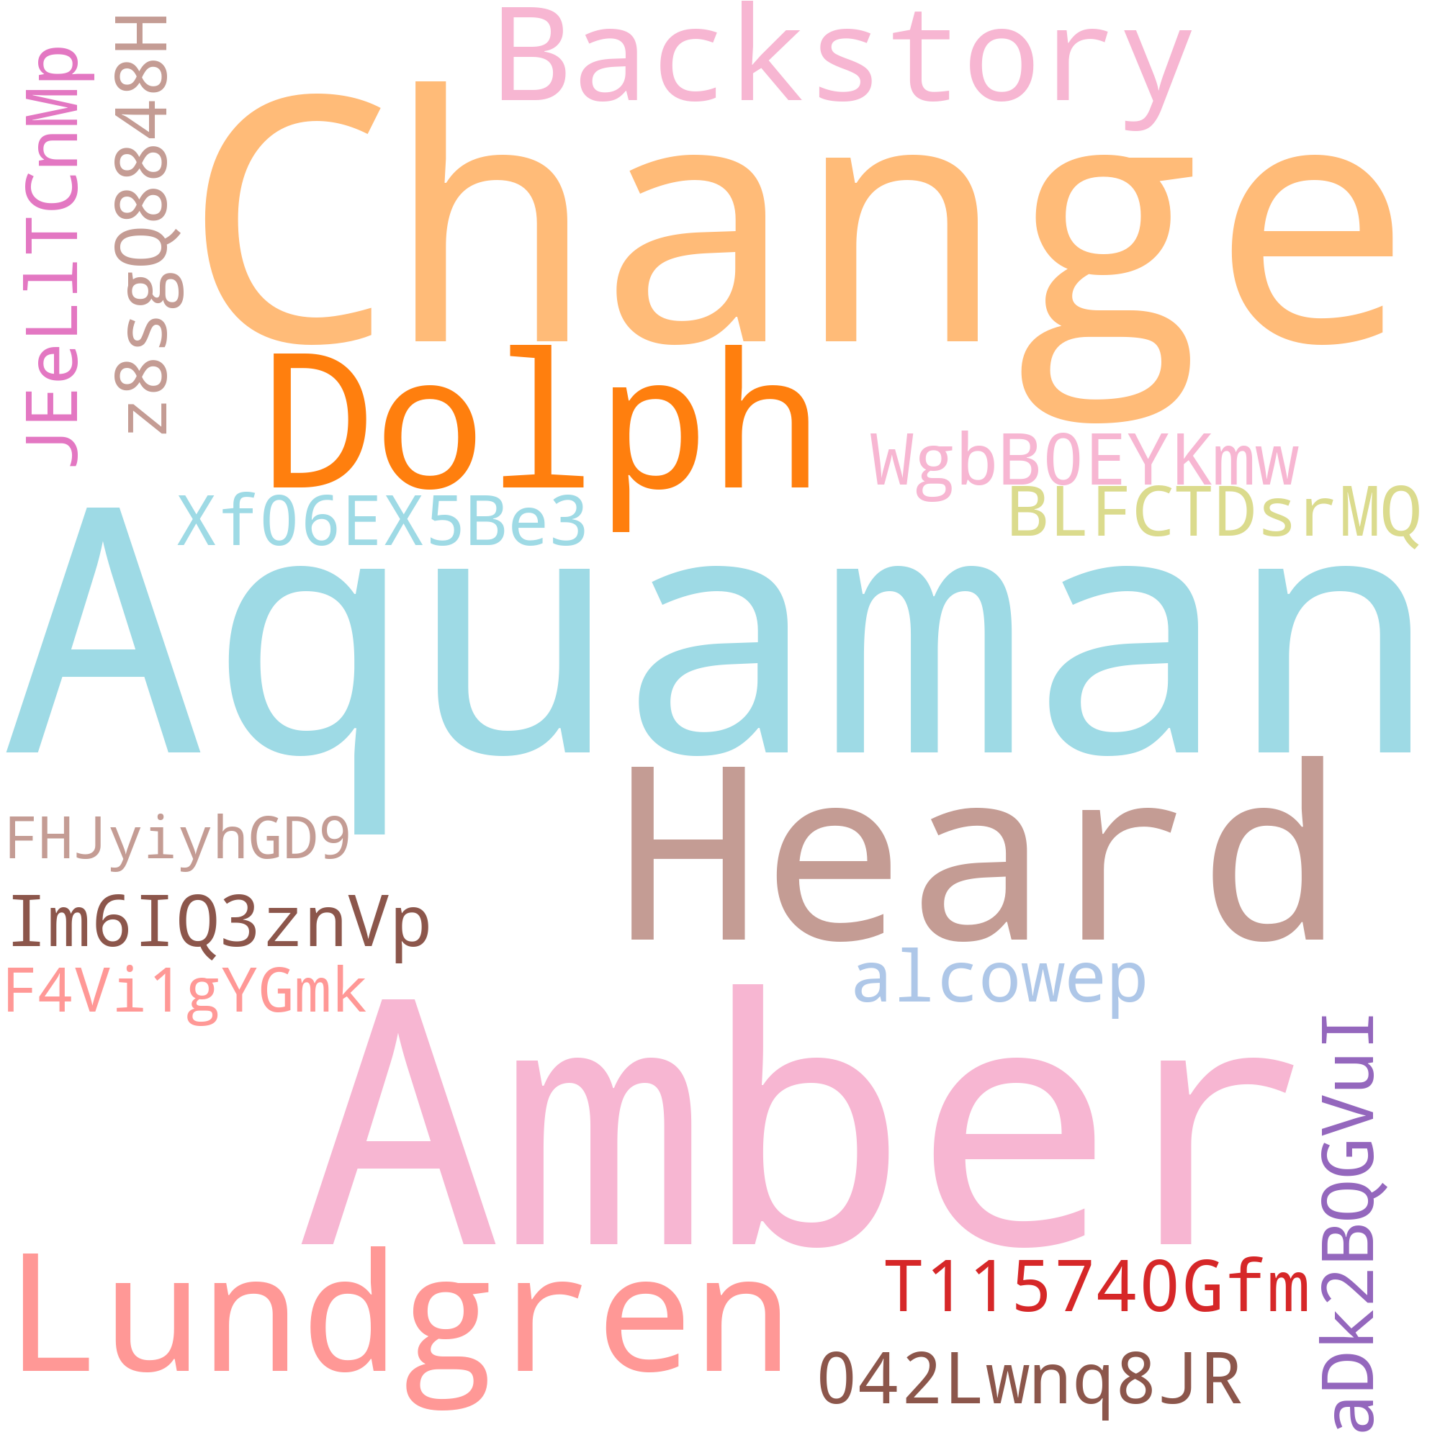 Backstory
JEeLlTCnMp
z8sgQ8848H
Change
Dolph
WgbB0EYKmw
BLFCTDsrMQ
Xf06EX5Be3
Aquaman
Heard
FHJyiyhGD9
Im6IQ3znVp
F4Vi1gYGmk
alcowep
Amber
aDk2BQGVuI
Lundgren
T115740Gfm
042Lwnq8JR